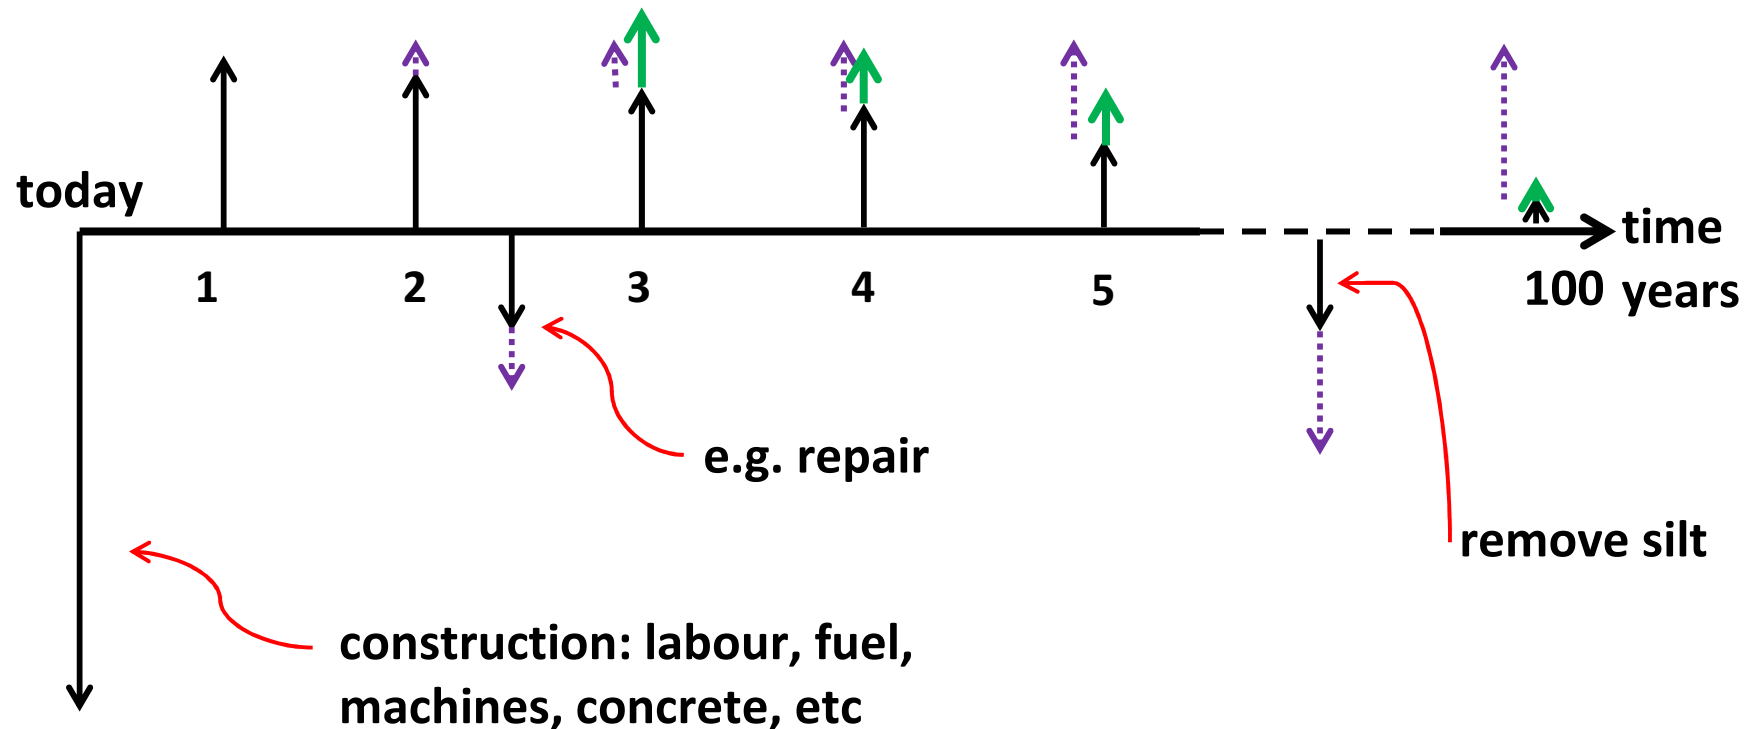 today
time
1 2 3 4 5 100 years
e.g. repair
remove silt
construction: labour, fuel,
machines, concrete, etc